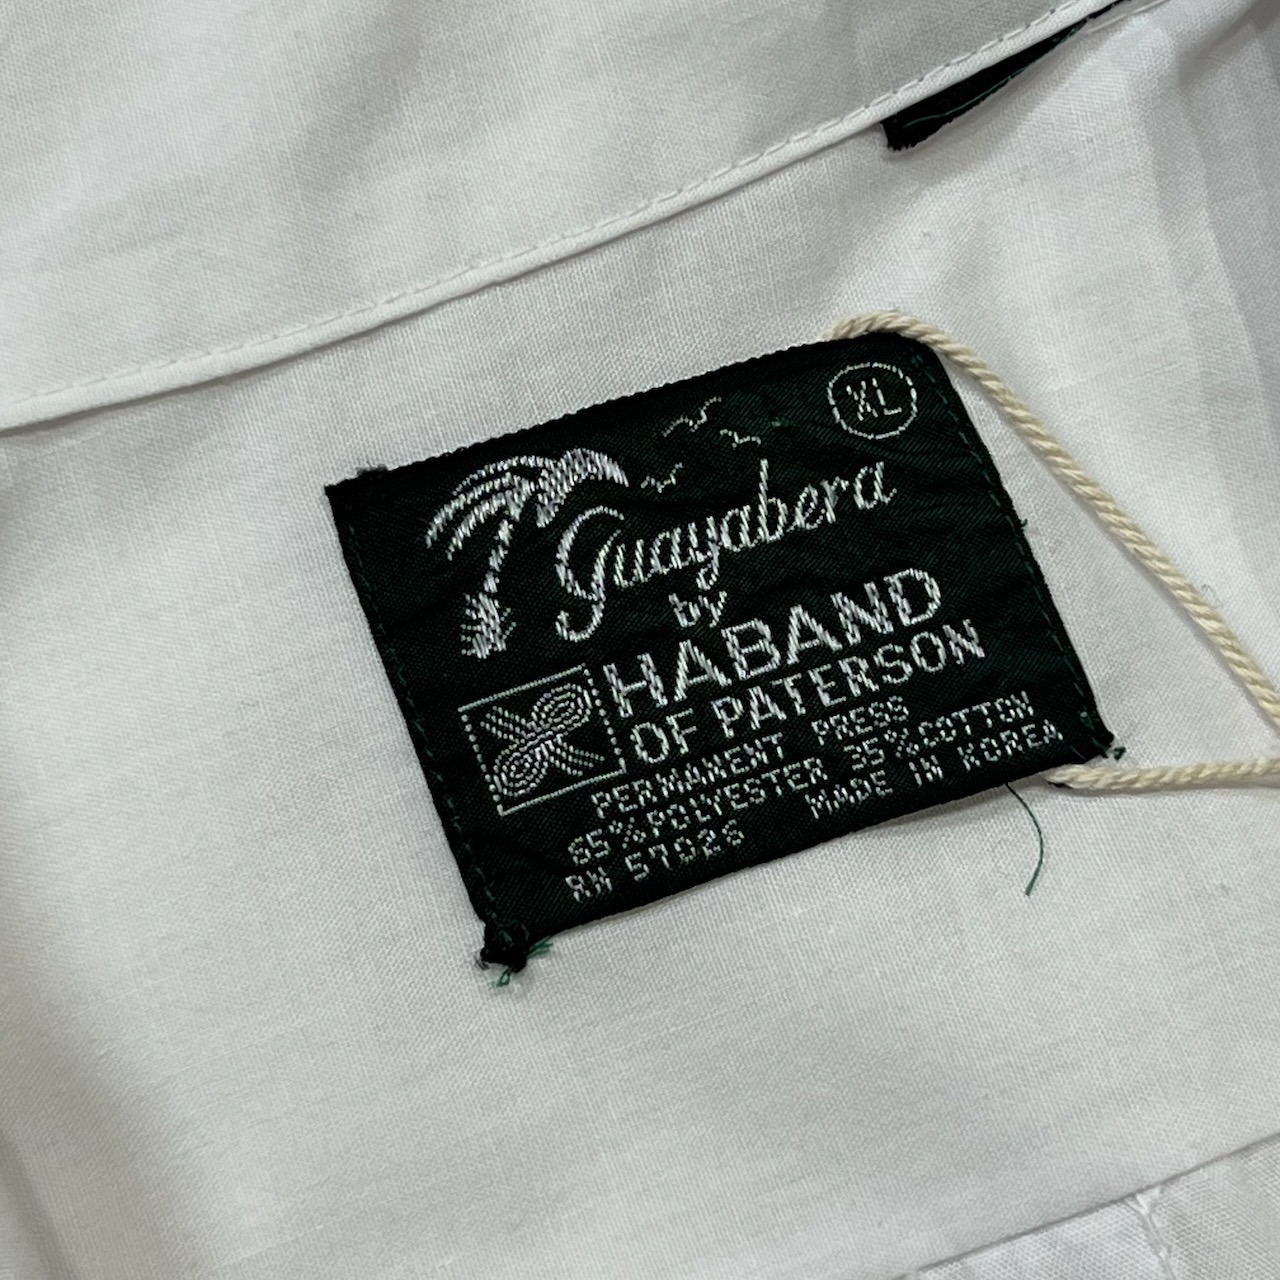 XL
Guayabera
by
HABAND
OF PATERSON
PERMANENT PRESS
65% POLYESTER 35% COTTON
RN 57026 MADE IN KOREA